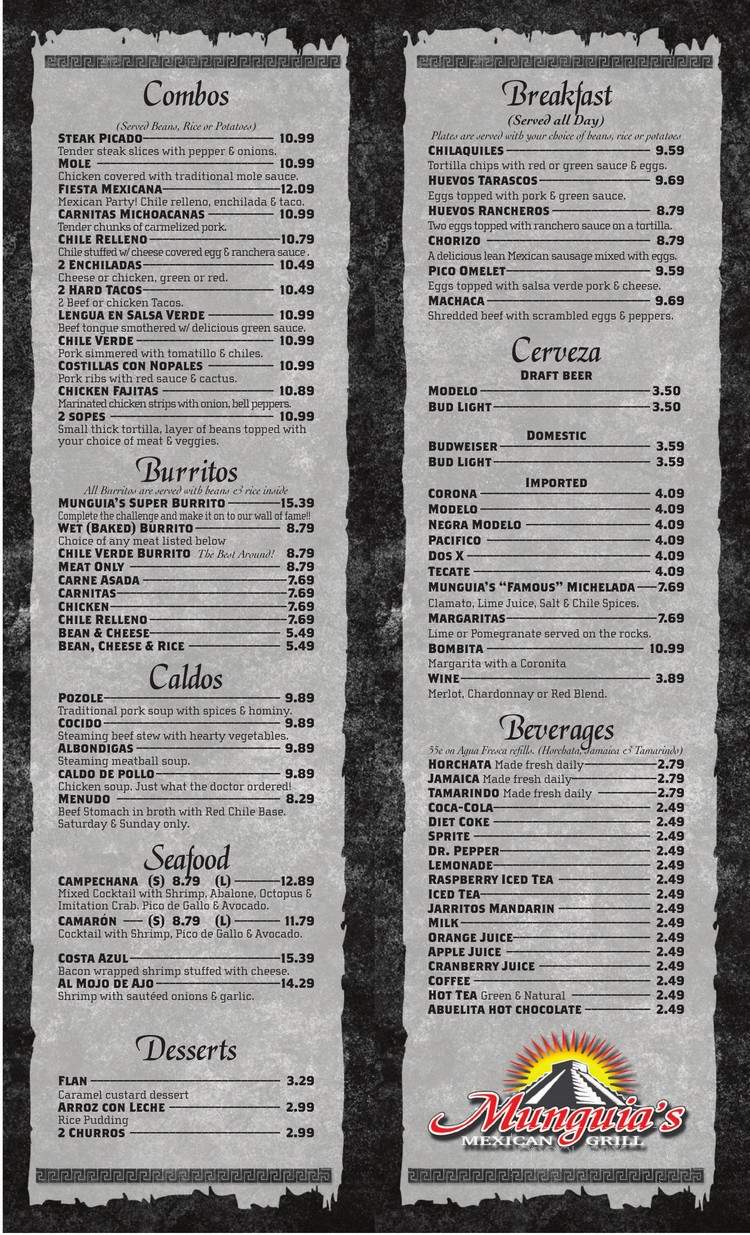 Combos
(Served Beans, Rice or Potatoes)
STEAK PICADO 10.99
Tender steak slices with pepper & onions.
MOLE 10.99
Chicken covered with traditional mole sauce.
FIESTA MEXICANA 12.09
Mexican Party! Chile relleno, enchilada & taco.
CARNITAS MICHOACANAS 10.99
Tender chunks of carmelized pork.
CHILE RELLENO 10.79
Chile stuffed w/ cheese covered egg & ranchera sauce.
2 ENCHILADAS 10.49
Cheese or chicken, green or red.
2 HARD TACOS 10.49
2 Beef or chicken Tacos.
LENGUA EN SALSA VERDE 10.99
Beef tongue smothered w/ delicious green sauce.
CHILE VERDE 10.99
Pork simmered with tomatillo & chiles.
COSTILLAS CON NOPALES 10.99
Pork ribs with red sauce & cactus.
CHICKEN FAJITAS 10.89
Marinated chicken strips with onion, bell peppers.
2 SOPES 10.99
Small thick tortilla, layer of beans topped with
your choice of meat & veggies.
Burritos
All Burritos are served with beans & rice inside
MUNGUIA'S SUPER BURRITO 15.39
Complete the challenge and make it on to our wall of fame!!
WET (BAKED) BURRITO 8.79
Choice of any meat listed below
CHILE VERDE BURRITO The Best Around! 8.79
MEAT ONLY 8.79
CARNE ASADA 7.69
CARNITAS 7.69
CHICKEN 7.69
CHILE RELLENO 7.69
BEAN & CHEESE 5.49
BEAN, CHEESE & RICE 5.49
Caldos
POZOLE 9.89
Traditional pork soup with spices & hominy.
COCIDO 9.89
Steaming beef stew with hearty vegetables.
ALBONDIGAS 9.89
Steaming meatball soup.
CALDO DE POLLO 9.89
Chicken soup. Just what the doctor ordered!
MENUDO 8.29
Beef Stomach in broth with Red Chile Base.
Saturday & Sunday only.
Seafood
CAMPECHANA (S) 8.79 (L) 12.89
Mixed Cocktail with Shrimp, Abalone, Octopus &
Imitation Crab. Pico de Gallo & Avocado.
CAMARÓN (S) 8.79 (L) 11.79
Cocktail with Shrimp, Pico de Gallo & Avocado.
COSTA AZUL 15.39
Bacon wrapped shrimp stuffed with cheese.
AL MOJO DE AJO 14.29
Shrimp with sautéed onions & garlic.
Desserts
FLAN 3.29
Caramel custard dessert
ARROZ CON LECHE 2.99
Rice Pudding
2 CHURROS 2.99
Breakfast
(Served all Day)
Plates are served with your choice of beans, rice or potatoes
CHILAQUILES 9.59
Tortilla chips with red or green sauce & eggs.
HUEVOS TARASCOS 9.69
Eggs topped with pork & green sauce.
HUEVOS RANCHEROS 8.79
Two eggs topped with ranchero sauce on a tortilla.
CHORIZO 8.79
A delicious lean Mexican sausage mixed with eggs.
PICO OMELET 9.59
Eggs topped with salsa verde pork & cheese.
MACHACA 9.69
Shredded beef with scrambled eggs & peppers.
Cerveza
DRAFT BEER
MODELO 3.50
BUD LIGHT 3.50
DOMESTIC
BUDWEISER 3.59
BUD LIGHT 3.59
IMPORTED
CORONA 4.09
MODELO 4.09
NEGRA MODELO 4.09
PACIFICO 4.09
DOS X 4.09
TECATE 4.09
MUNGUIA'S "FAMOUS" MICHELADA 7.69
Clamato, Lime Juice, Salt & Chile Spices.
MARGARITAS 7.69
Lime or Pomegranate served on the rocks.
BOMBITA 10.99
Margarita with a Coronita
WINE 3.89
Merlot, Chardonnay or Red Blend.
Beverages
55¢ on Agua Fresca refills. (Horchata, Jamaica & Tamarindo)
HORCHATA Made fresh daily 2.79
JAMAICA Made fresh daily 2.79
TAMARINDO Made fresh daily 2.79
COCA-COLA 2.49
DIET COKE 2.49
SPRITE 2.49
DR. PEPPER 2.49
LEMONADE 2.49
RASPBERRY ICED TEA 2.49
ICED TEA 2.49
JARRITOS MANDARIN 2.49
MILK 2.49
ORANGE JUICE 2.49
APPLE JUICE 2.49
CRANBERRY JUICE 2.49
COFFEE 2.49
HOT TEA Green & Natural 2.49
ABUELITA HOT CHOCOLATE 2.49
Munguia's
MEXICAN GRILL